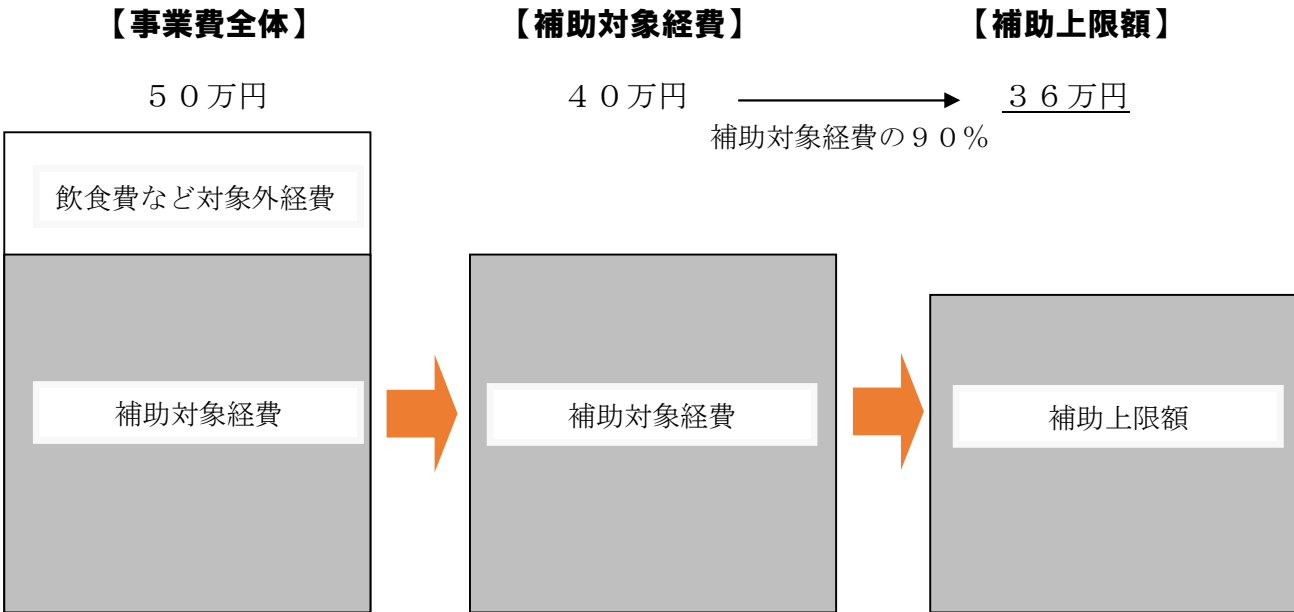 【事業費全体】
【補助対象経費】
【補助上限額】
５０万円
４０万円
３６万円
補助対象経費の９０％
飲食費など対象外経費
補助対象経費
補助対象経費
補助上限額